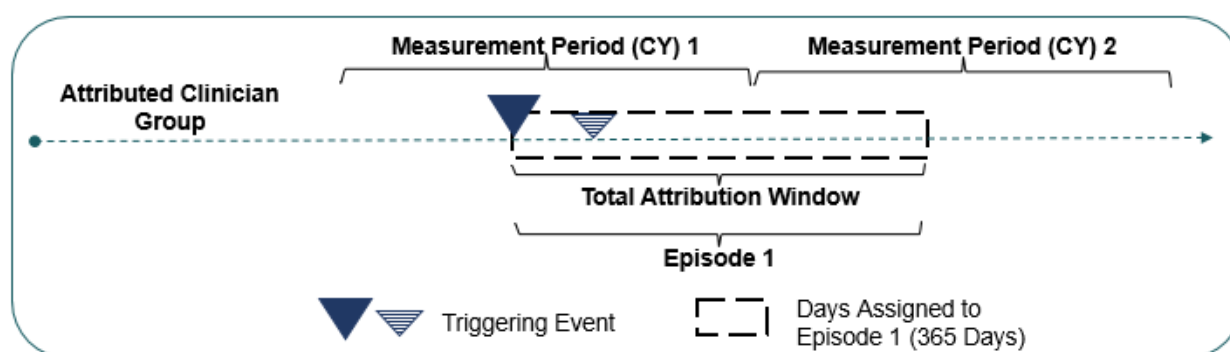 Measurement Period (CY) 1
Measurement Period (CY) 2
Attributed Clinician
Group
Total Attribution Window
Episode 1
Triggering Event
Days Assigned to
Episode 1 (365 Days)